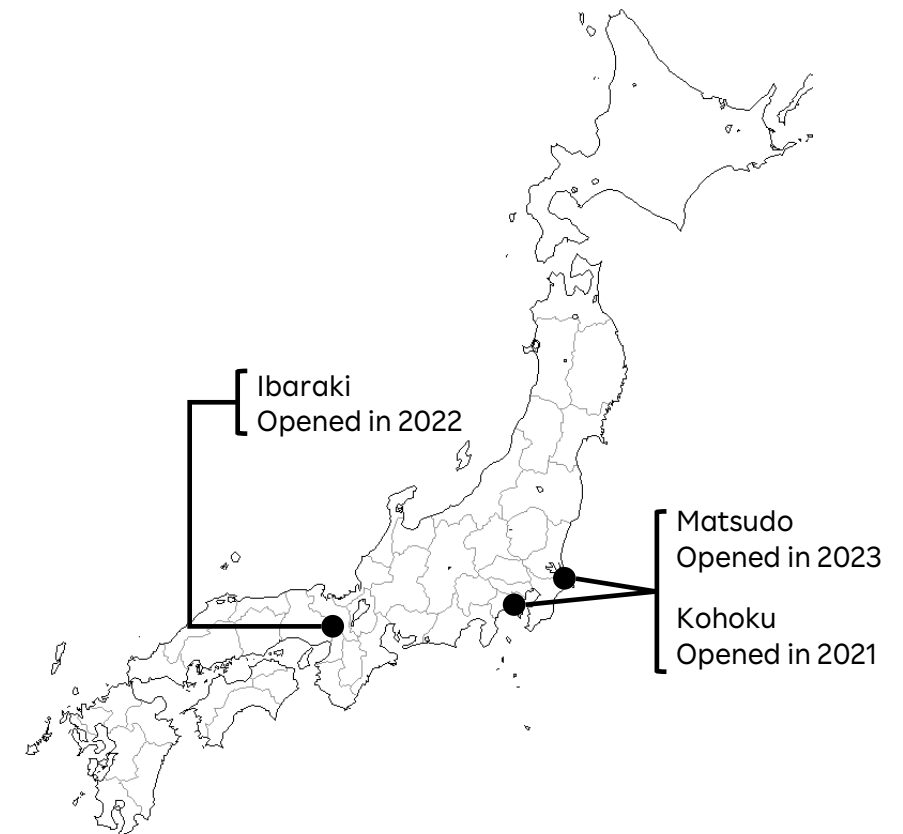 Ibaraki
Opened in 2022
Matsudo
Opened in 2023
Kohoku
Opened in 2021